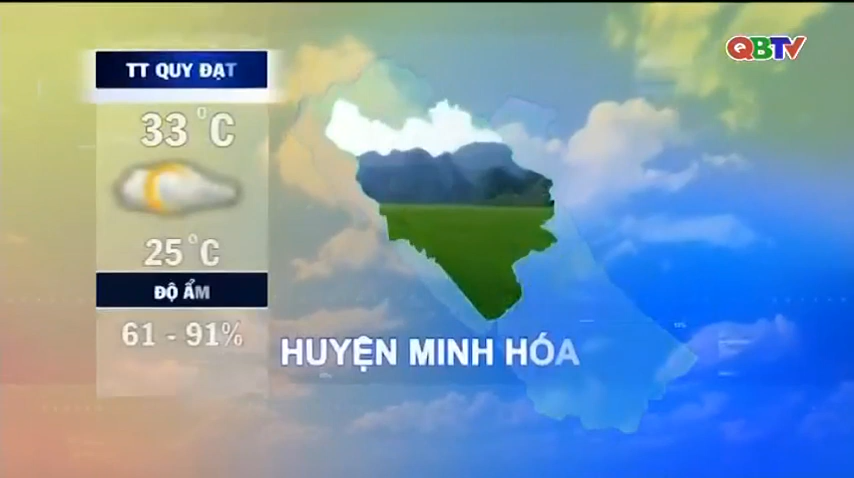 QBTV
TT QUY ĐẠT
33°C
25°C
ĐỘ ẨM
61 - 91%
HUYỆN MINH HÓA